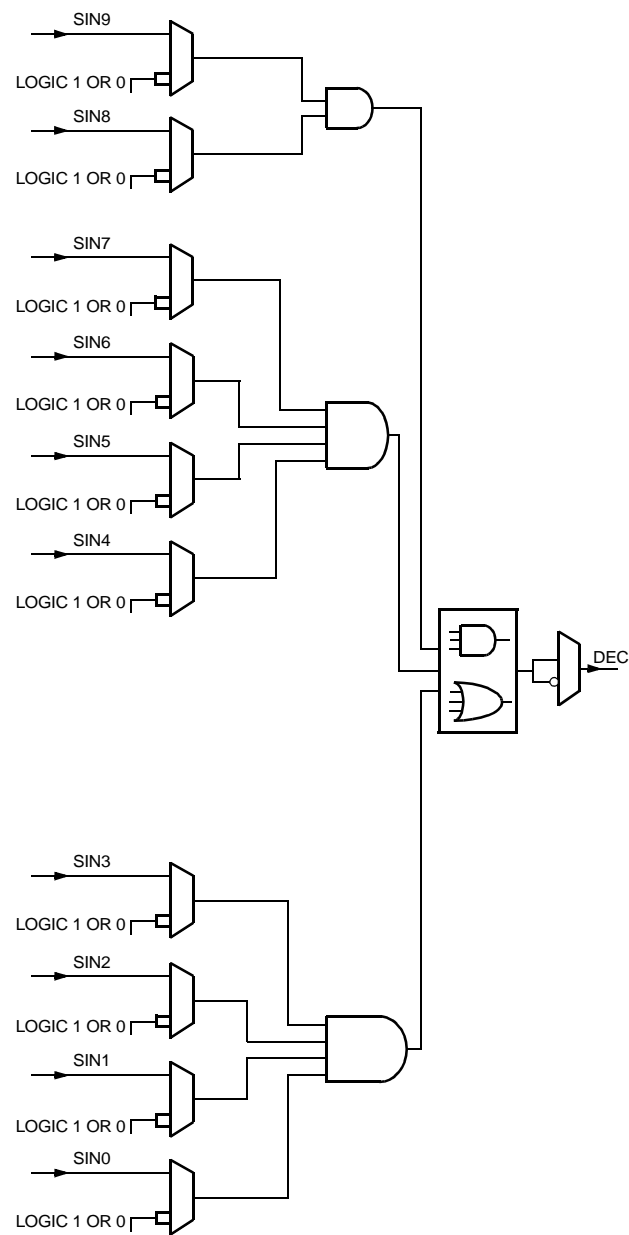 SIN9
LOGIC 1 OR 0
SIN8
LOGIC 1 OR 0
SIN7
LOGIC 1 OR 0
SIN6
LOGIC 1 OR 0
SIN5
LOGIC 1 OR 0
SIN4
LOGIC 1 OR 0
DEC
SIN3
LOGIC 1 OR 0
SIN2
LOGIC 1 OR 0
SIN1
LOGIC 1 OR 0
SIN0
LOGIC 1 OR 0